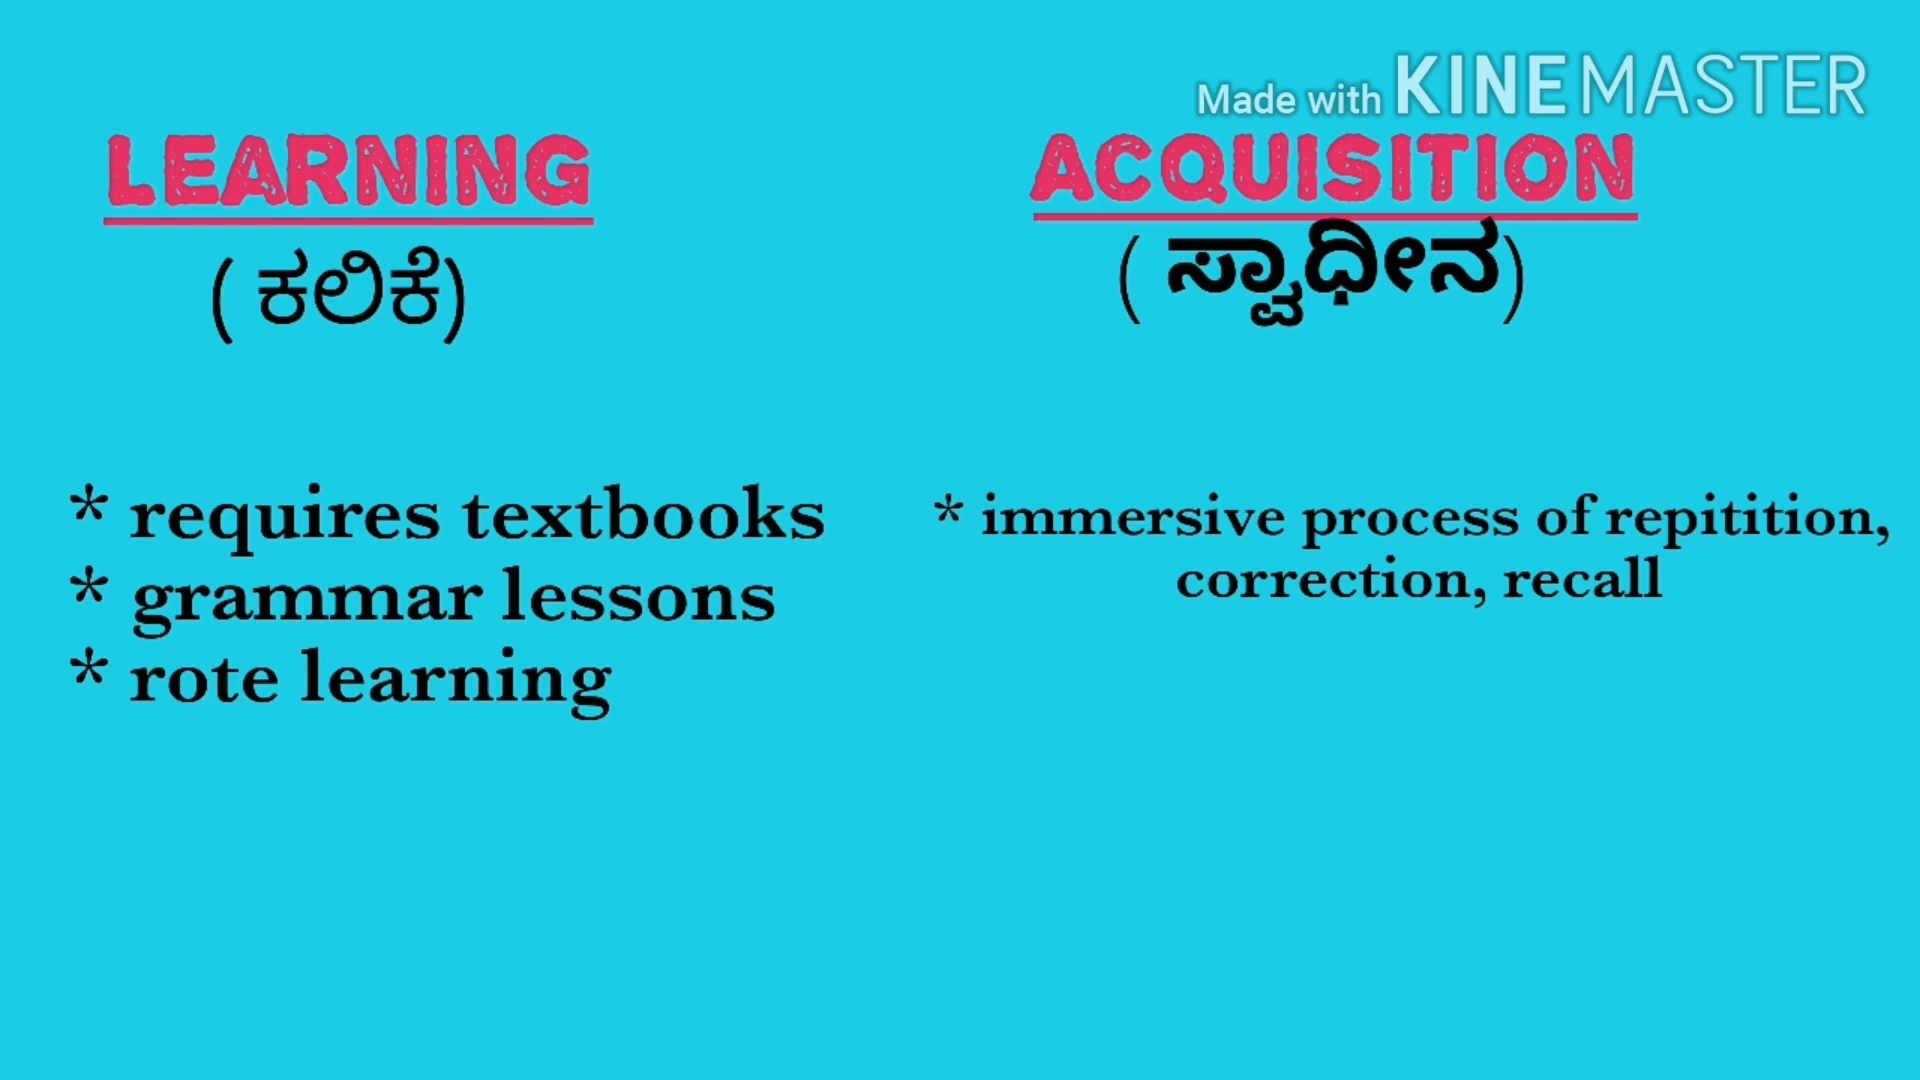 Made with KINEMASTER
LEARNING
( ಕಲಿಕೆ)
* requires textbooks
* grammar lessons
* rote learning
ACQUISITION
( ಸ್ವಾಧೀನ)
* immersive process of repitition,
correction, recall